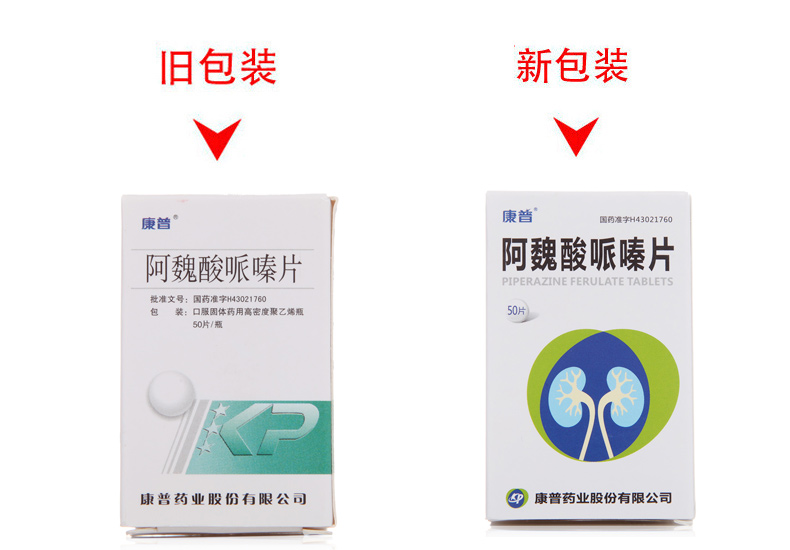 旧包装
新包装
康普®
阿魏酸哌嗪片
批准文号：国药准字H43021760
包　装：口服固体药用高密度聚乙烯瓶
50片/瓶
KP
康普药业股份有限公司
康普®
国药准字H43021760
阿魏酸哌嗪片
PIPERAZINE FERULATE TABLETS
50片
KP
康普药业股份有限公司